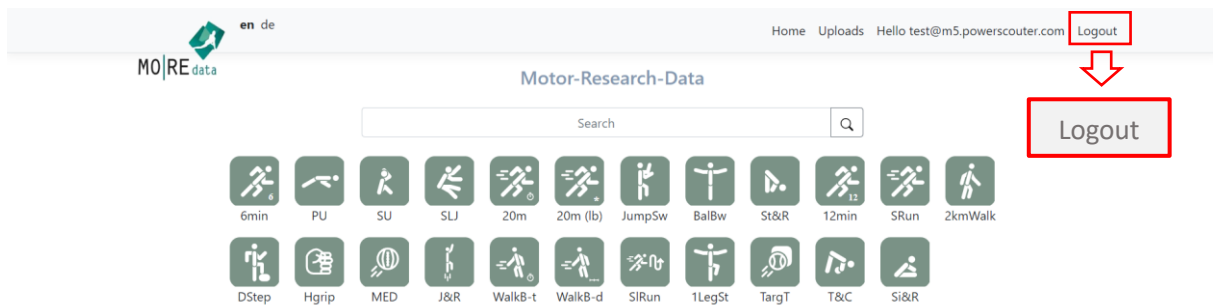 en de
Home Uploads Hello test@m5.powerscouter.com Logout
MO|RE data
Motor-Research-Data
Search
Logout
6
12
6min PU SU SLJ 20m 20m (lb) JumpSw BalBw St&R 12min SRun 2kmWalk
DStep Hgrip MED J&R WalkB-t WalkB-d SlRun 1LegSt TargT T&C Si&R